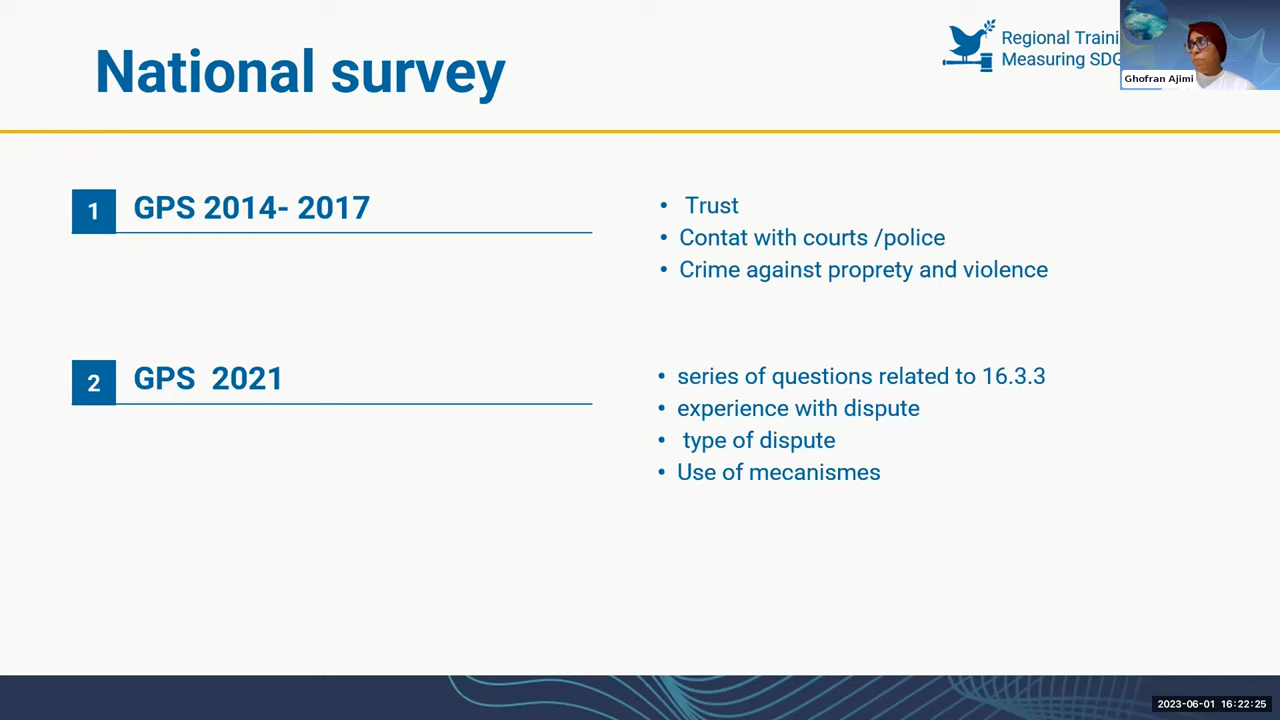 National survey
Regional Traini
Measuring SDG
Ghofran Ajimi
1
GPS 2014- 2017
• Trust
• Contat with courts /police
• Crime against proprety and violence
2
GPS 2021
• series of questions related to 16.3.3
• experience with dispute
• type of dispute
• Use of mecanismes
2023-06-01 16:22:25